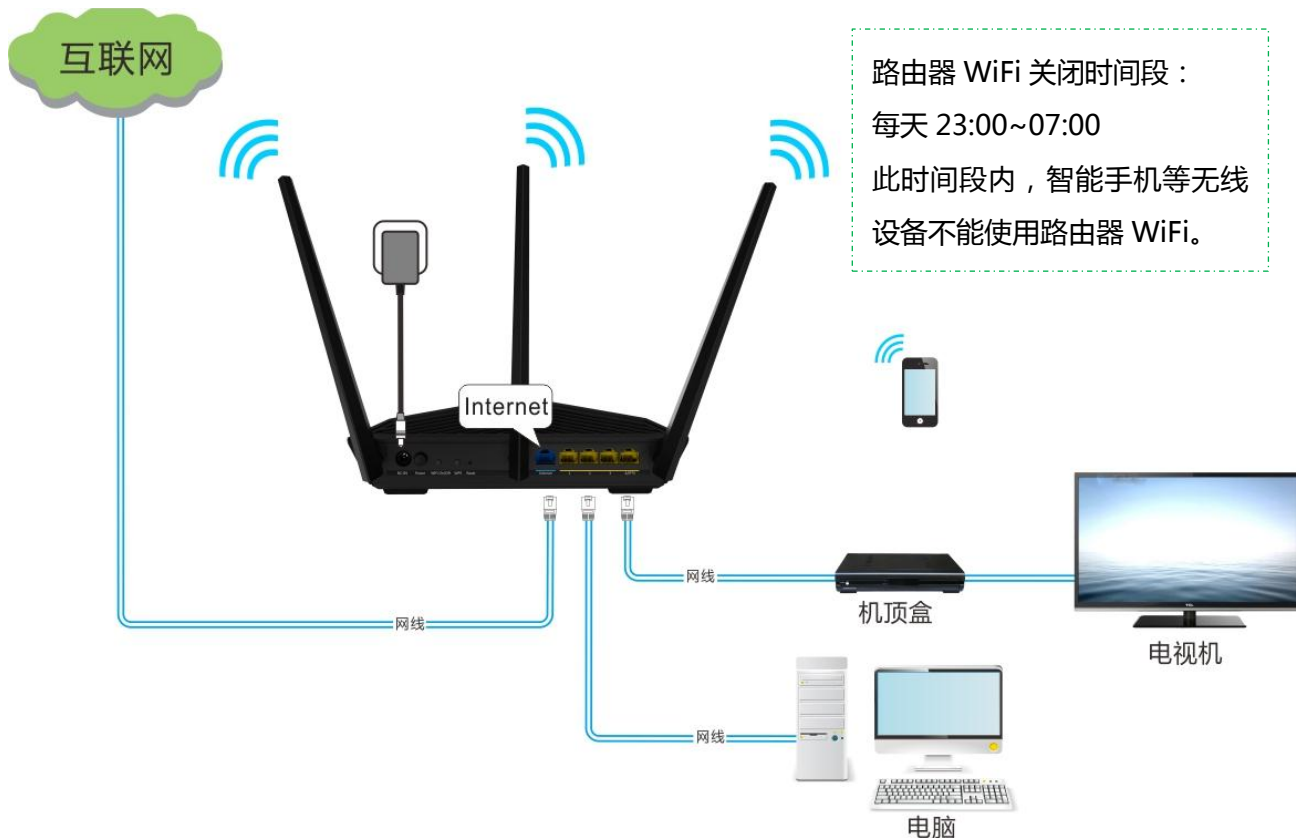 互联网
路由器 WiFi 关闭时间段：
每天 23:00~07:00
此时间段内，智能手机等无线
设备不能使用路由器 WiFi。
Internet
网线
机顶盒
网线
电视机
网线
电脑